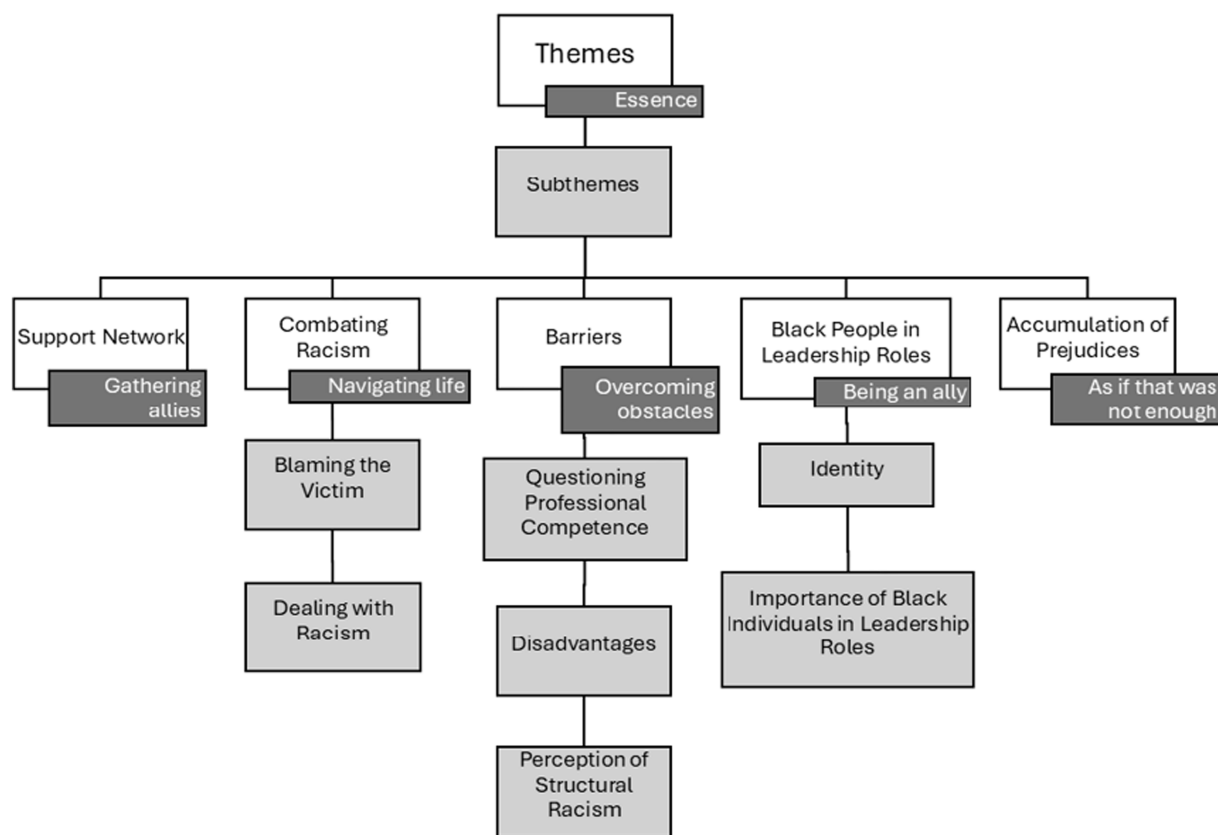 Themes
Essence
Subthemes
Support Network
Gathering
allies
Combating
Racism
Navigating life
Barriers
Overcoming
obstacles
Black People in
Leadership Roles
Being an ally
Accumulation of
Prejudices
As if that was
not enough
Blaming the
Victim
Dealing with
Racism
Questioning
Professional
Competence
Disadvantages
Perception of
Structural
Racism
Identity
Importance of Black
Individuals in Leadership
Roles